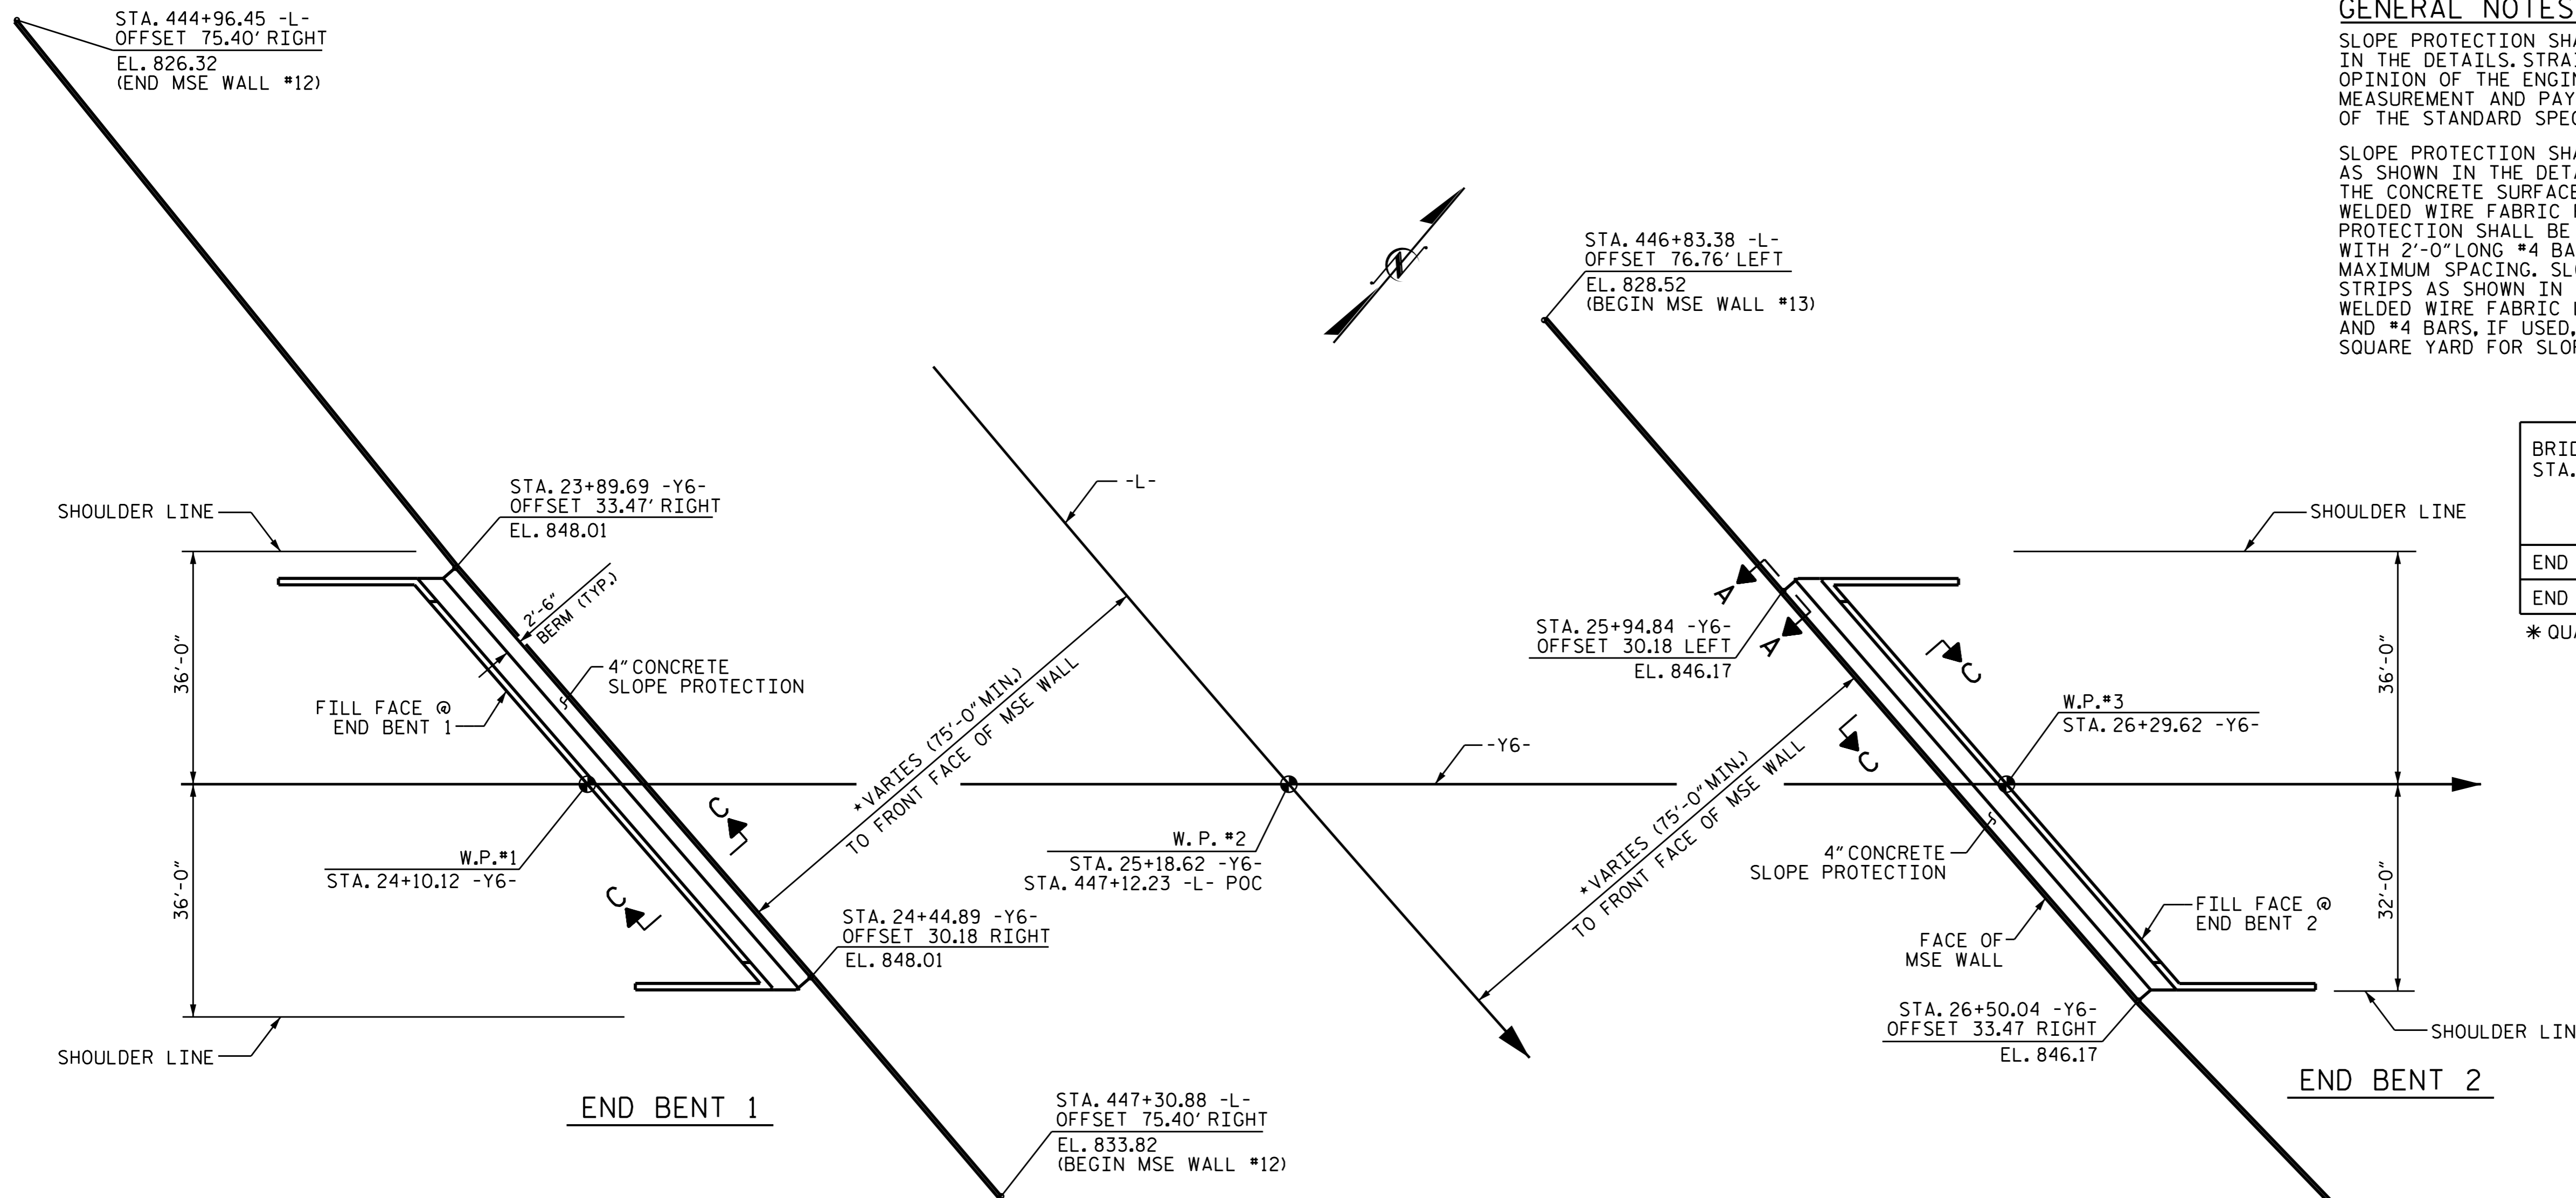 STA. 444+96.45 -L-
OFFSET 75.40' RIGHT
EL. 826.32
(END MSE WALL #12)
GENERAL NOTES
SLOPE PROTECTION SHA
IN THE DETAILS. STRAI
OPINION OF THE ENGIN
MEASUREMENT AND PAY
OF THE STANDARD SPEC
SLOPE PROTECTION SHA
AS SHOWN IN THE DETA
THE CONCRETE SURFACE
WELDED WIRE FABRIC
PROTECTION SHALL BE
WITH 2'-0" LONG #4 BA
MAXIMUM SPACING. SLO
STRIPS AS SHOWN IN
WELDED WIRE FABRIC
AND #4 BARS, IF USED,
SQUARE YARD FOR SLOP
STA. 446+83.38 -L-
OFFSET 76.76' LEFT
EL. 828.52
(BEGIN MSE WALL #13)
BRID
STA.
END
END
* QUA
STA. 23+89.69 -Y6-
OFFSET 33.47' RIGHT
EL. 848.01
SHOULDER LINE
-L-
SHOULDER LINE
2'-6"
BERM (TYP.)
A
A
STA. 25+94.84 -Y6-
OFFSET 30.18 LEFT
EL. 846.17
36'-0"
4" CONCRETE
SLOPE PROTECTION
FILL FACE @
END BENT 1
*VARIES (75'-0" MIN.)
TO FRONT FACE OF MSE WALL
C
C
36'-0"
W.P.#3
STA. 26+29.62 -Y6-
-Y6-
*VARIES (75'-0" MIN.)
TO FRONT FACE OF MSE WALL
C
C
W.P.#1
STA. 24+10.12 -Y6-
36'-0"
W.P. #2
STA. 25+18.62 -Y6-
STA. 447+12.23 -L- POC
4" CONCRETE
SLOPE PROTECTION
32'-0"
STA. 24+44.89 -Y6-
OFFSET 30.18 RIGHT
EL. 848.01
FILL FACE @
END BENT 2
FACE OF
MSE WALL
STA. 26+50.04 -Y6-
OFFSET 33.47 RIGHT
EL. 846.17
SHOULDER LINE
SHOULDER LIN
END BENT 1
END BENT 2
STA. 447+30.88 -L-
OFFSET 75.40' RIGHT
EL. 833.82
(BEGIN MSE WALL #12)